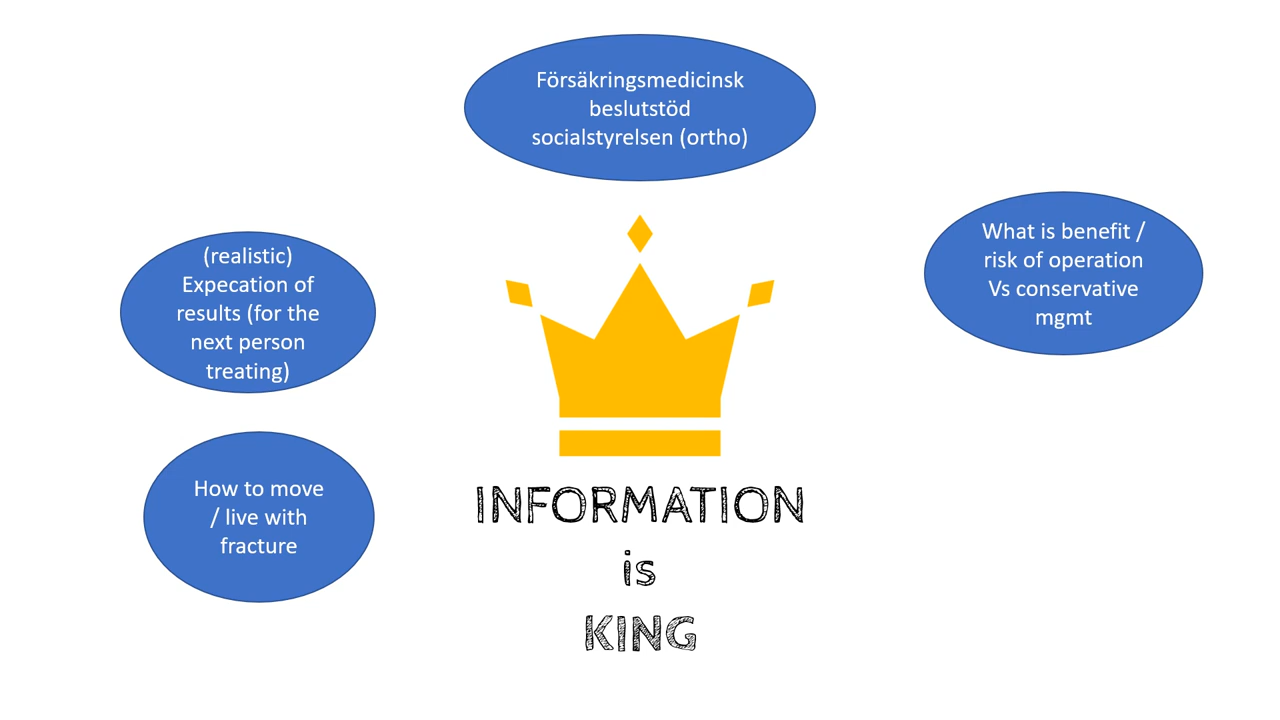 Försäkringsmedicinsk
beslutstöd
socialstyrelsen (ortho)
What is benefit /
risk of operation
Vs conservative
mgmt
(realistic)
Expecation of
results (for the
next person
treating)
How to move
/ live with
fracture
INFORMATION
is
KING